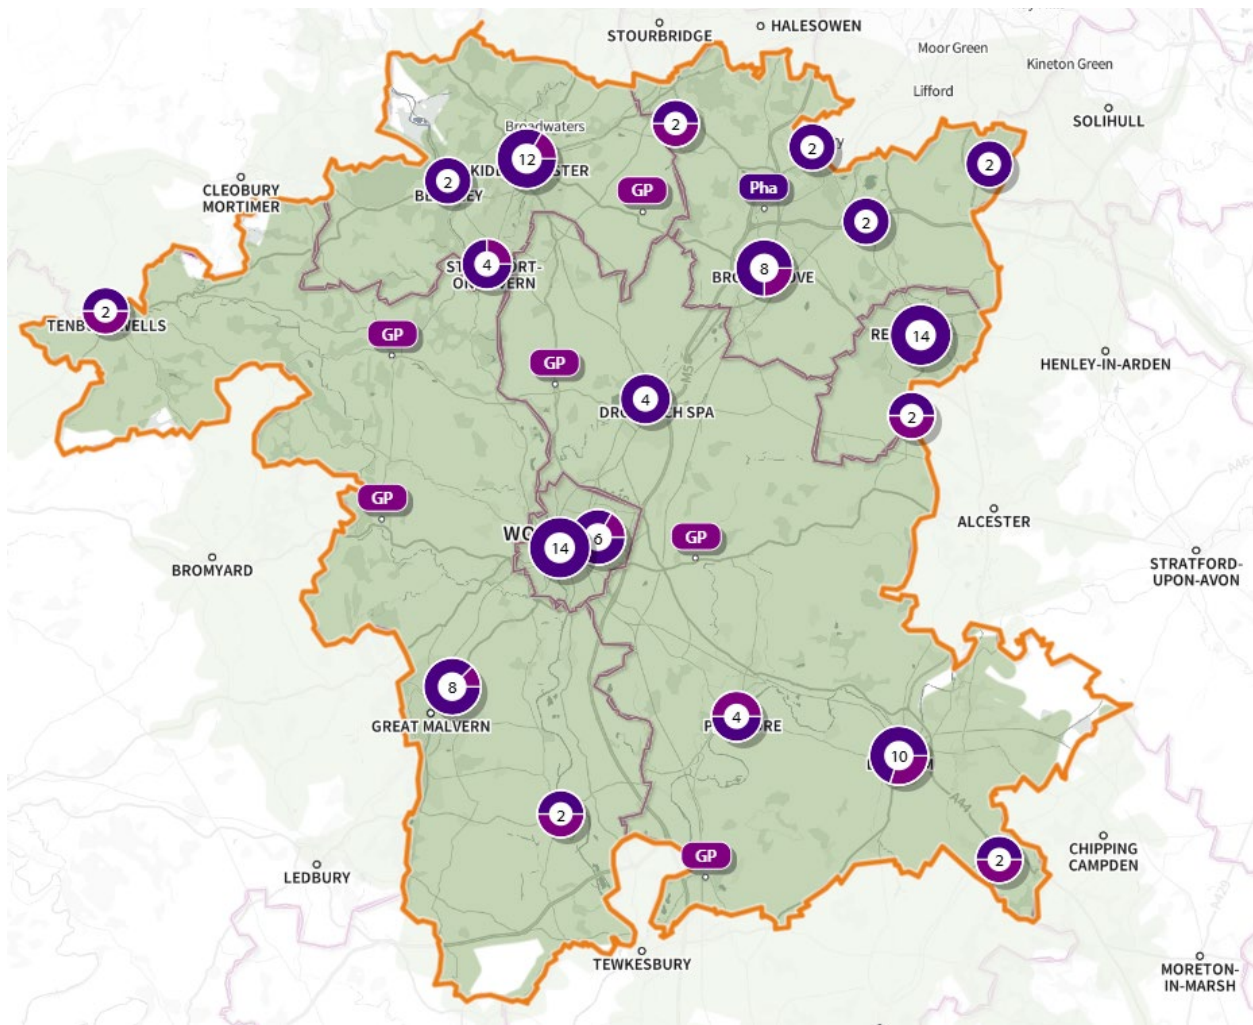 HALESOWEN
STOURBRIDGE
Moor Green
Kineton Green
Lifford
SOLIHULL
Broadwaters
2
12
2
2
CLEOBURY
MORTIMER
2
GP
Pha
2
4
8
2
14
GP
GP
HENLEY-IN-ARDEN
M5
4
2
GP
ALCESTER
14
6
GP
BROMYARD
STRATFORD-
UPON-AVON
8
GREAT MALVERN
4
10
A44
2
GP
2
CHIPPING
CAMPDEN
LEDBURY
TEWKESBURY
MORETON-
IN-MARSH